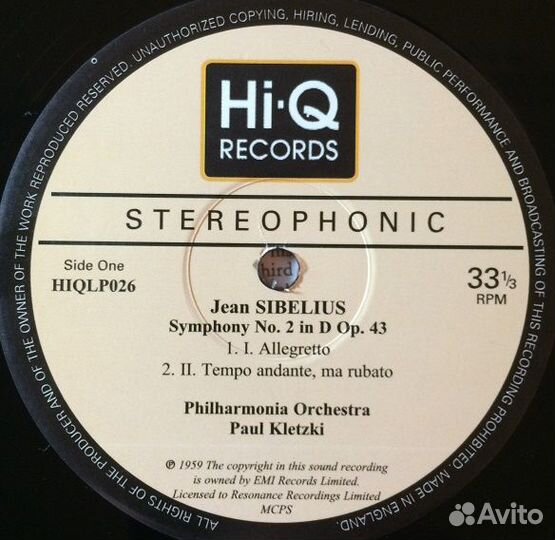 ALL RIGHTS OF THE PRODUCER AND OF THE OWNER OF THE WORK REPRODUCED RESERVED. UNAUTHORIZED COPYING, HIRING, LENDING, PUBLIC PERFORMANCE AND BROADCASTING OF THIS RECORDING PROHIBITED. MADE IN ENGLAND.
Hi·Q
RECORDS
STEREOPHONIC
hird
Side One
HIQLP026
33 1/3
RPM
Jean SIBELIUS
Symphony No. 2 in D Op. 43
1. I. Allegretto
2. II. Tempo andante, ma rubato
Philharmonia Orchestra
Paul Kletzki
℗ 1959 The copyright in this sound recording
is owned by EMI Records Limited.
Licensed to Resonance Recordings Limited
MCPS
Avito